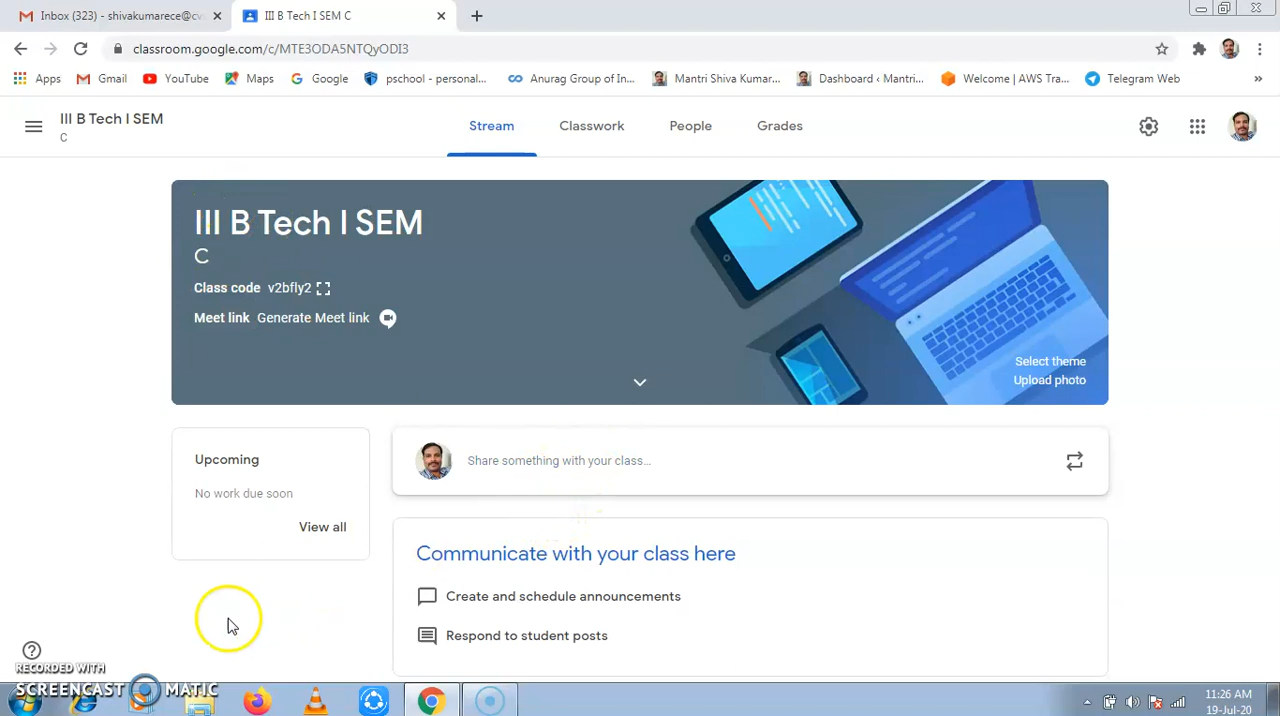 Inbox (323) - shivakumarece@cv
III B Tech I SEM C
classroom.google.com/c/MTE3ODA5NTQyODI3
Apps
Gmail
YouTube
Maps
Google
pschool - personal...
Anurag Group of In...
Mantri Shiva Kumar...
Dashboard ‹ Mantri...
Welcome | AWS Tra...
Telegram Web
III B Tech I SEM
C
Stream
Classwork
People
Grades
III B Tech I SEM
C
Class code v2bfly2
Meet link Generate Meet link
Select theme
Upload photo
Upcoming
No work due soon
View all
Share something with your class...
Communicate with your class here
Create and schedule announcements
Respond to student posts
RECORDED WITH
SCREENCAST MATIC
11:26 AM
19-Jul-20